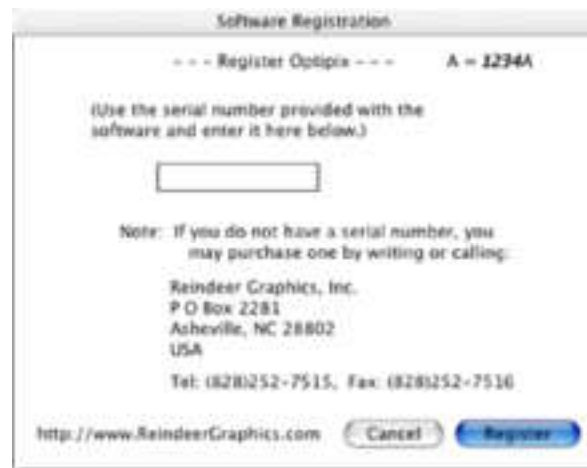 Software Registration
- - - Register Optipix - - - A = 1234A
(Use the serial number provided with the
software and enter it here below.)
Note: If you do not have a serial number, you
may purchase one by writing or calling:
Reindeer Graphics, Inc.
P O Box 2281
Asheville, NC 28802
USA
Tel: (828)252-7515, Fax: (828)252-7516
http://www.ReindeerGraphics.com Cancel Register